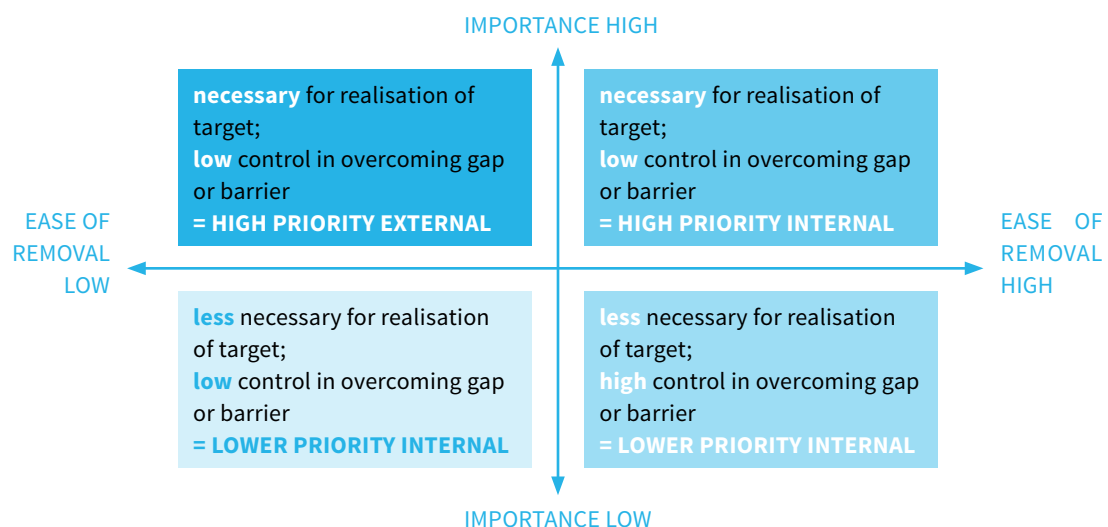 IMPORTANCE HIGH
necessary for realisation of
target;
low control in overcoming gap
or barrier
= HIGH PRIORITY EXTERNAL
necessary for realisation of
target;
low control in overcoming gap
or barrier
= HIGH PRIORITY INTERNAL
EASE OF
REMOVAL
LOW
EASE OF
REMOVAL
HIGH
less necessary for realisation
of target;
low control in overcoming gap
or barrier
= LOWER PRIORITY INTERNAL
less necessary for realisation
of target;
high control in overcoming gap
or barrier
= LOWER PRIORITY INTERNAL
IMPORTANCE LOW